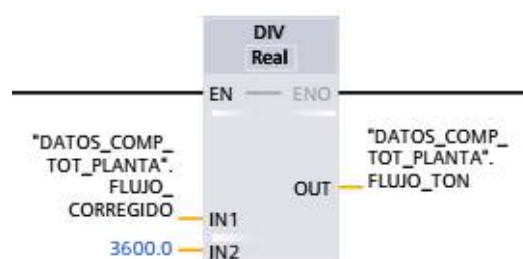 DIV
Real
EN
ENO
"DATOS_COMP_
TOT_PLANTA".
FLUJO_
CORREGIDO
IN1
3600.0
IN2
OUT
"DATOS_COMP_
TOT_PLANTA".
FLUJO_TON